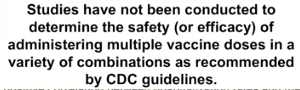 Studies have not been conducted to
determine the safety (or efficacy) of
administering multiple vaccine doses in a
variety of combinations as recommended
by CDC guidelines.